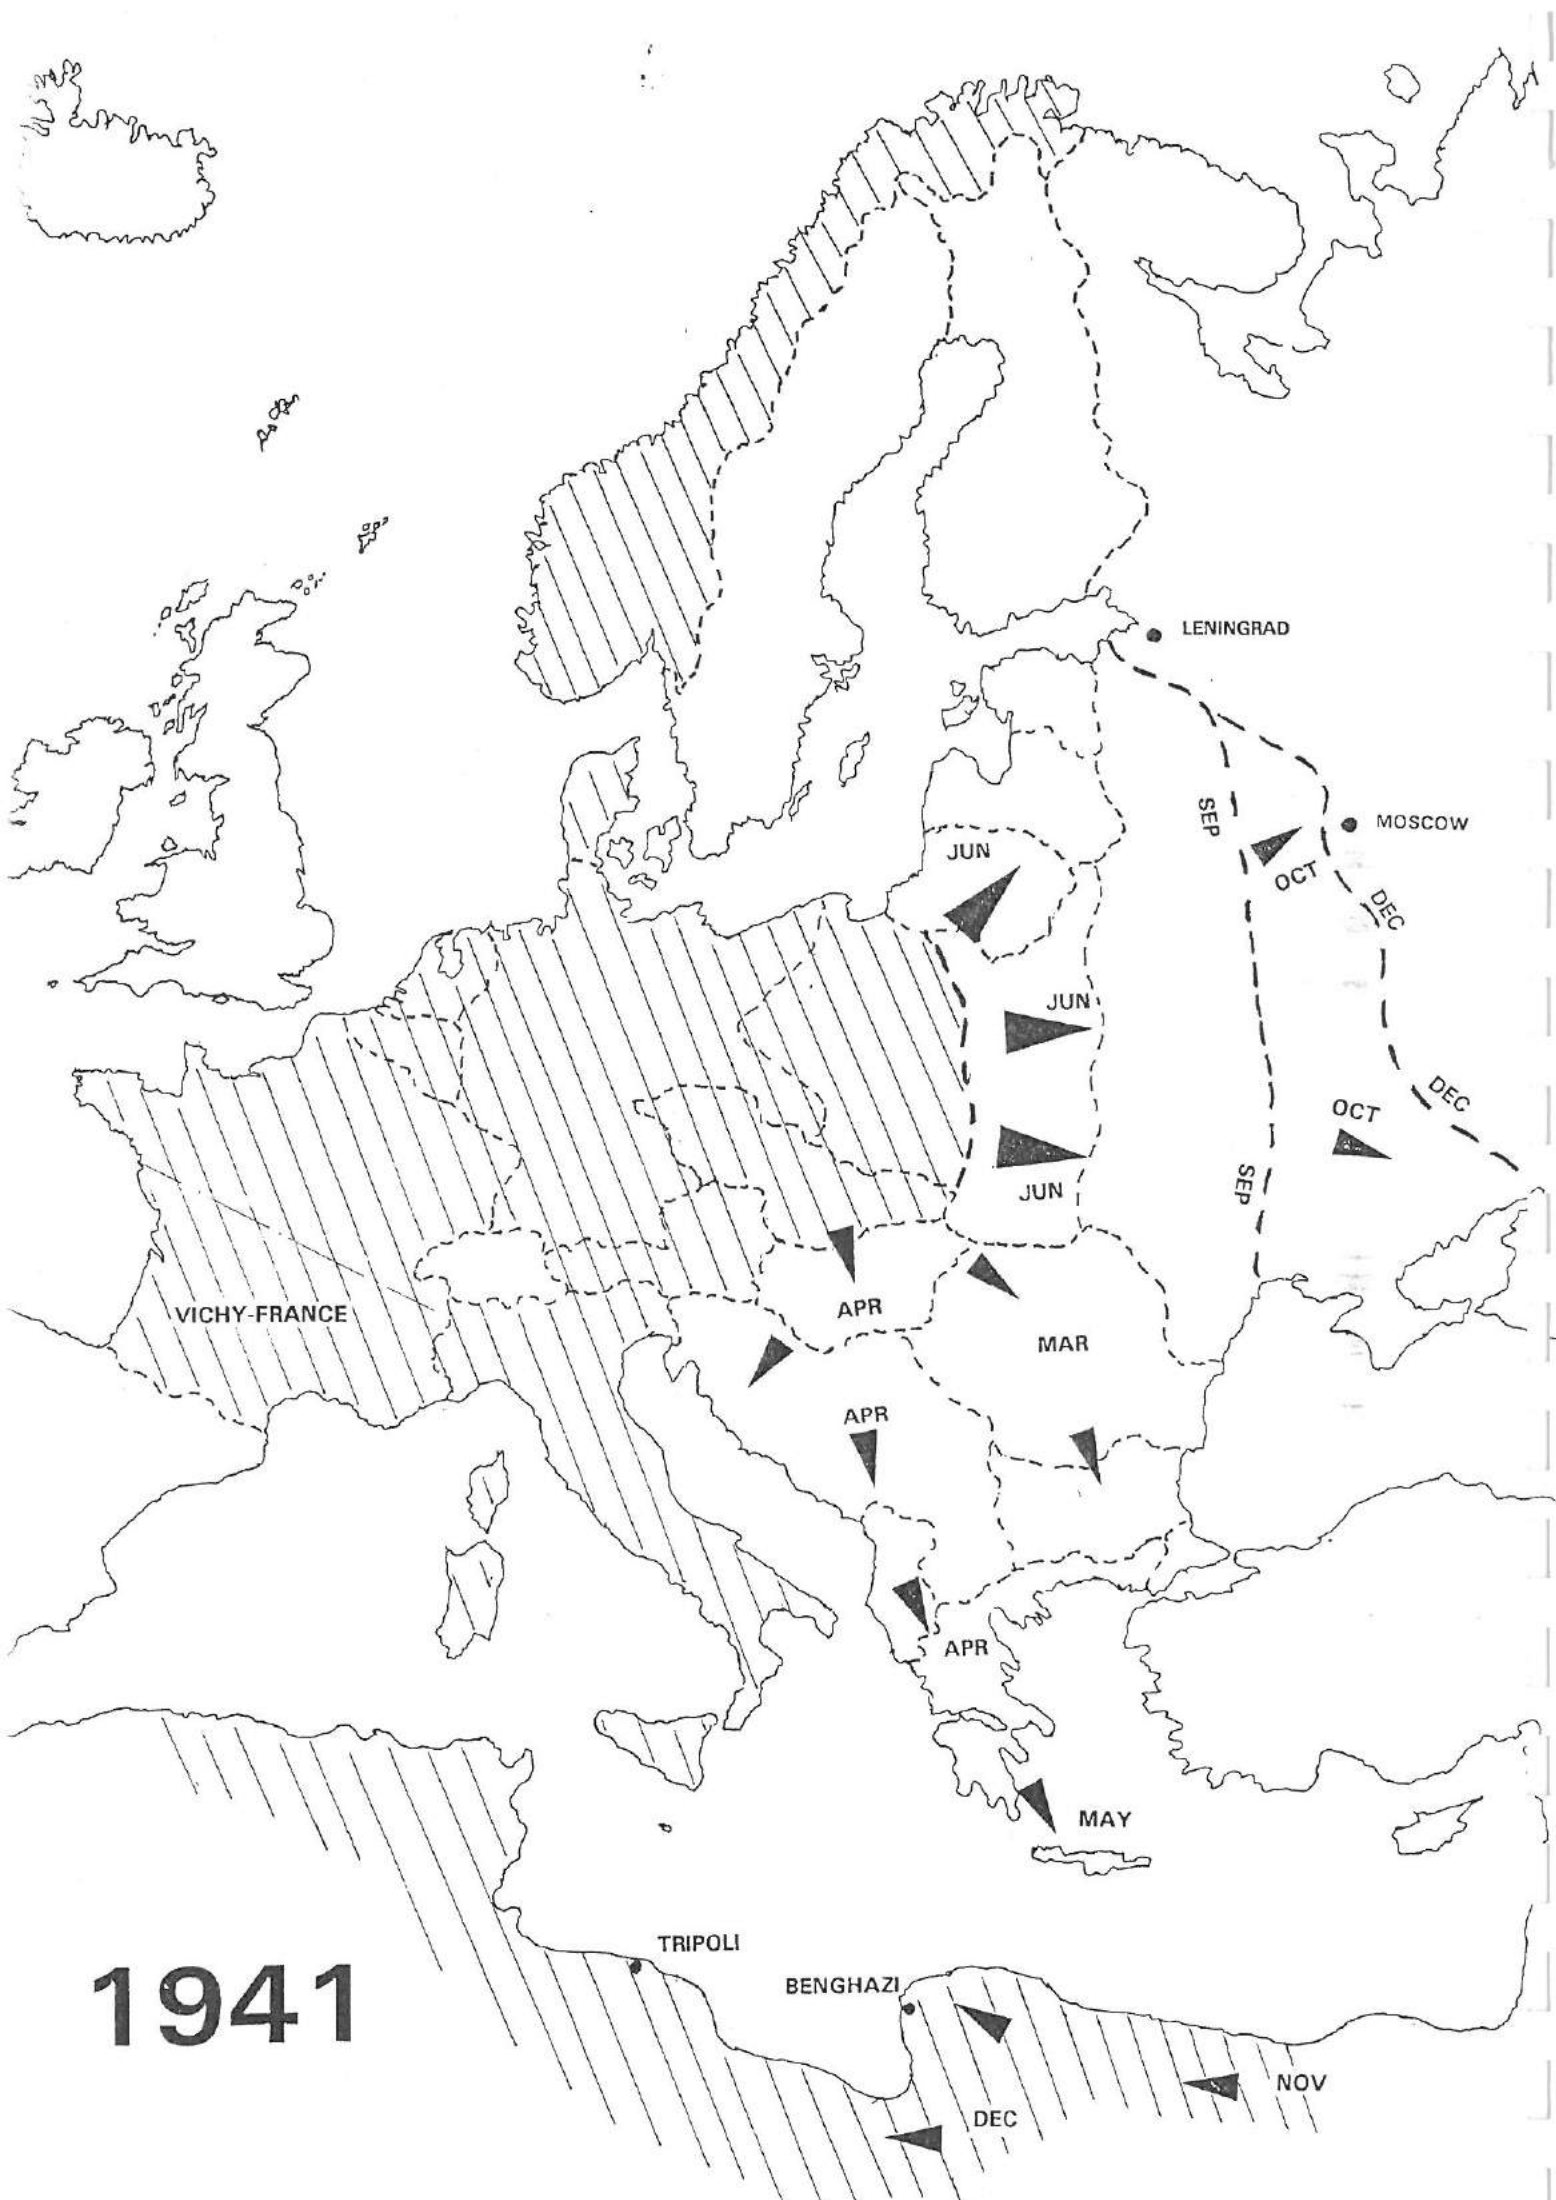 LENINGRAD
SEP
MOSCOW
JUN
OCT
DEC
JUN
DEC
OCT
JUN
SEP
VICHY-FRANCE
APR
MAR
APR
APR
MAY
TRIPOLI
1941
BENGHAZI
NOV
DEC